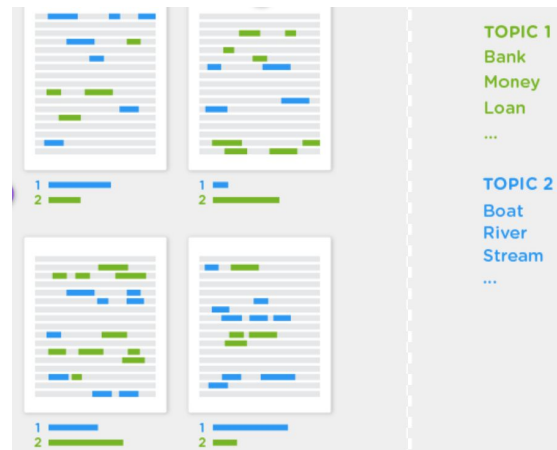 1
2
1
2
1
2
1
2
TOPIC 1
Bank
Money
Loan
...
TOPIC 2
Boat
River
Stream
...